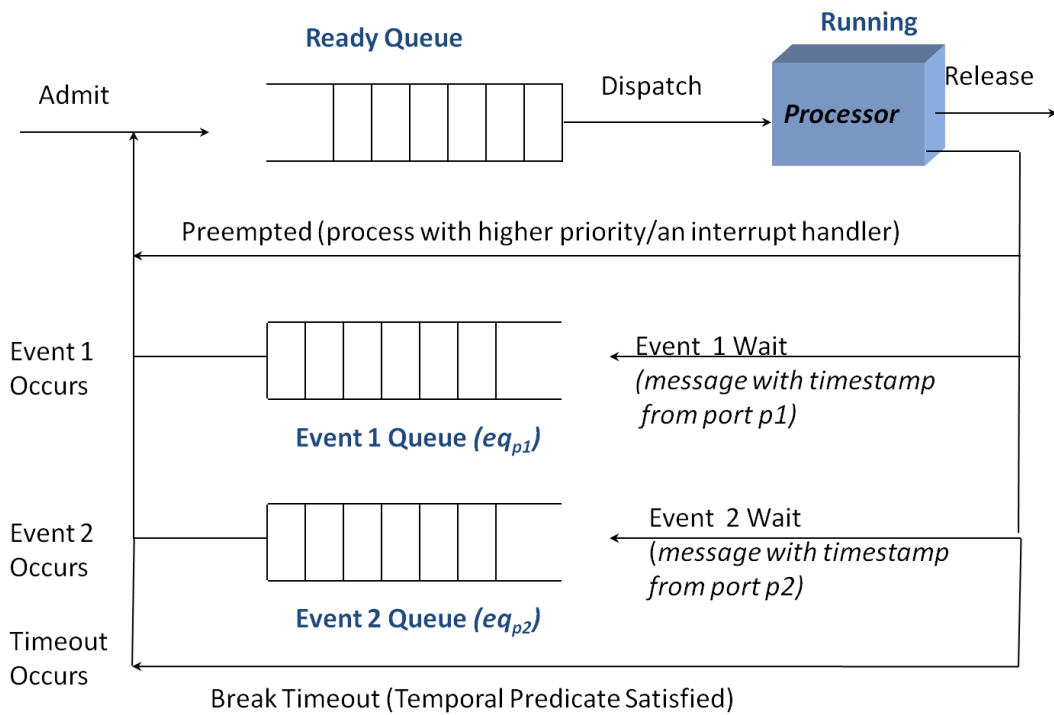 Running
Ready Queue
Admit
Dispatch
Release
Processor
Preempted (process with higher priority/an interrupt handler)
Event 1
Occurs
Event  1 Wait
(message with timestamp
from port p1)
Event 1 Queue (eqp1)
Event 2
Occurs
Event  2 Wait
(message with timestamp
from port p2)
Event 2 Queue (eqp2)
Timeout
Occurs
Break Timeout (Temporal Predicate Satisfied)